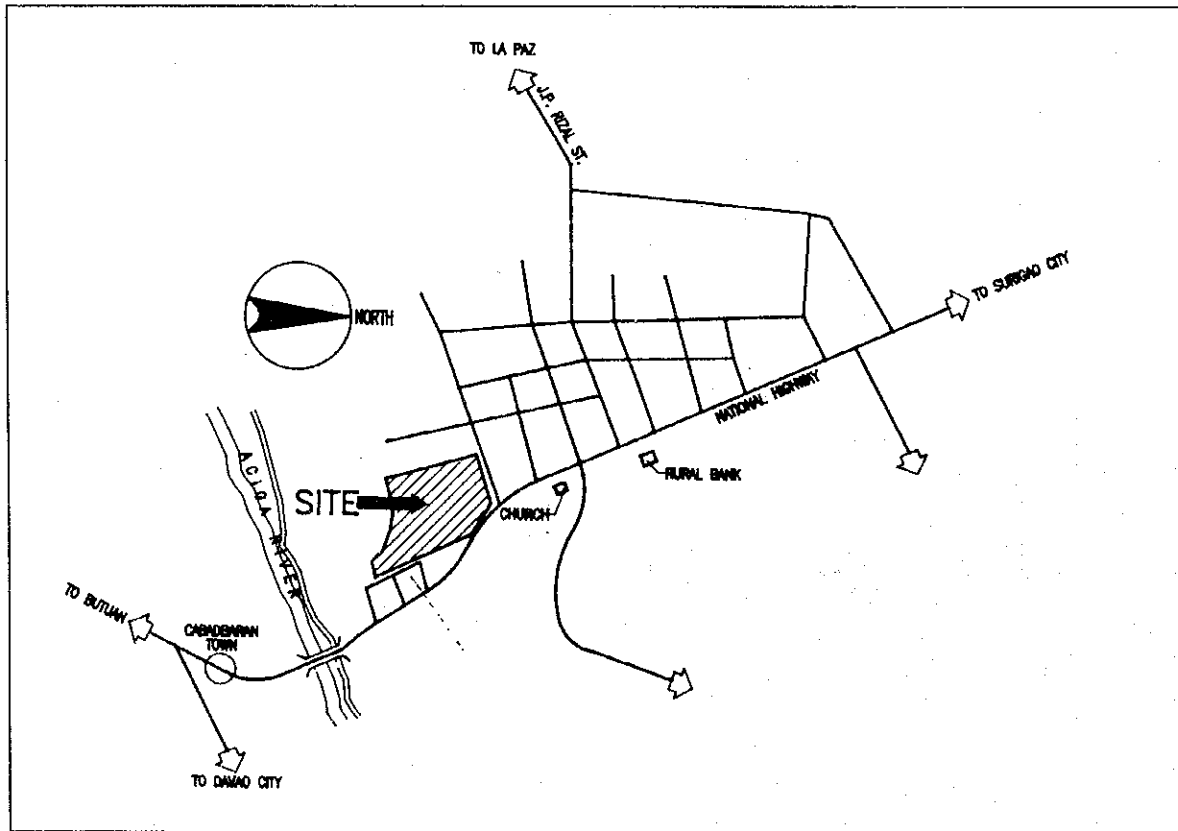 TO LA PAZ
J.P. RIZAL ST.
TO SURIGAO CITY
NORTH
NATIONAL HIGHWAY
RURAL BANK
CHURCH
SITE
ACIGA RIVER
TO BUTUAN
CABADBARAN
TOWN
TO DAVAO CITY